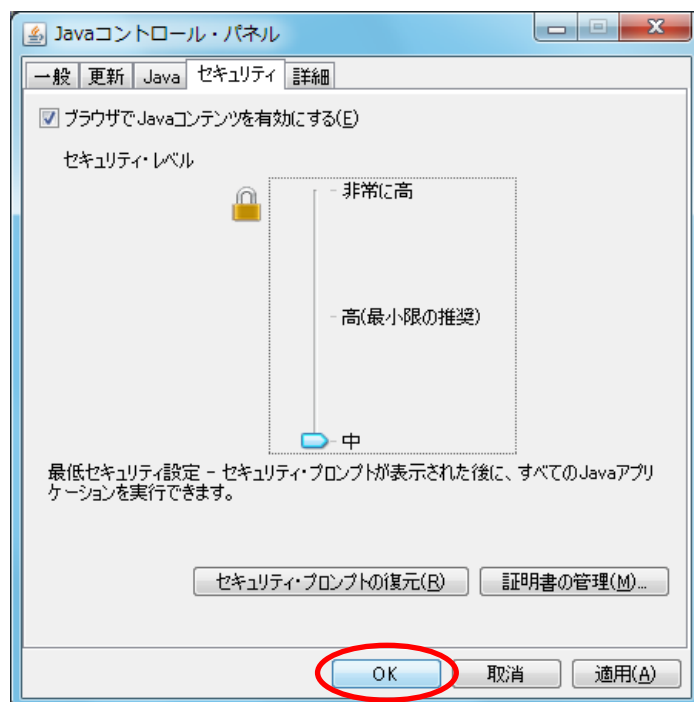 Javaコントロール・パネル
一般 更新 Java セキュリティ 詳細
ブラウザでJavaコンテンツを有効にする(E)
セキュリティ・レベル
非常に高
高(最小限の推奨)
中
最低セキュリティ設定 - セキュリティ・プロンプトが表示された後に、すべてのJavaアプリ
ケーションを実行できます。
セキュリティ・プロンプトの復元(R) 証明書の管理(M)...
OK 取消 適用(A)